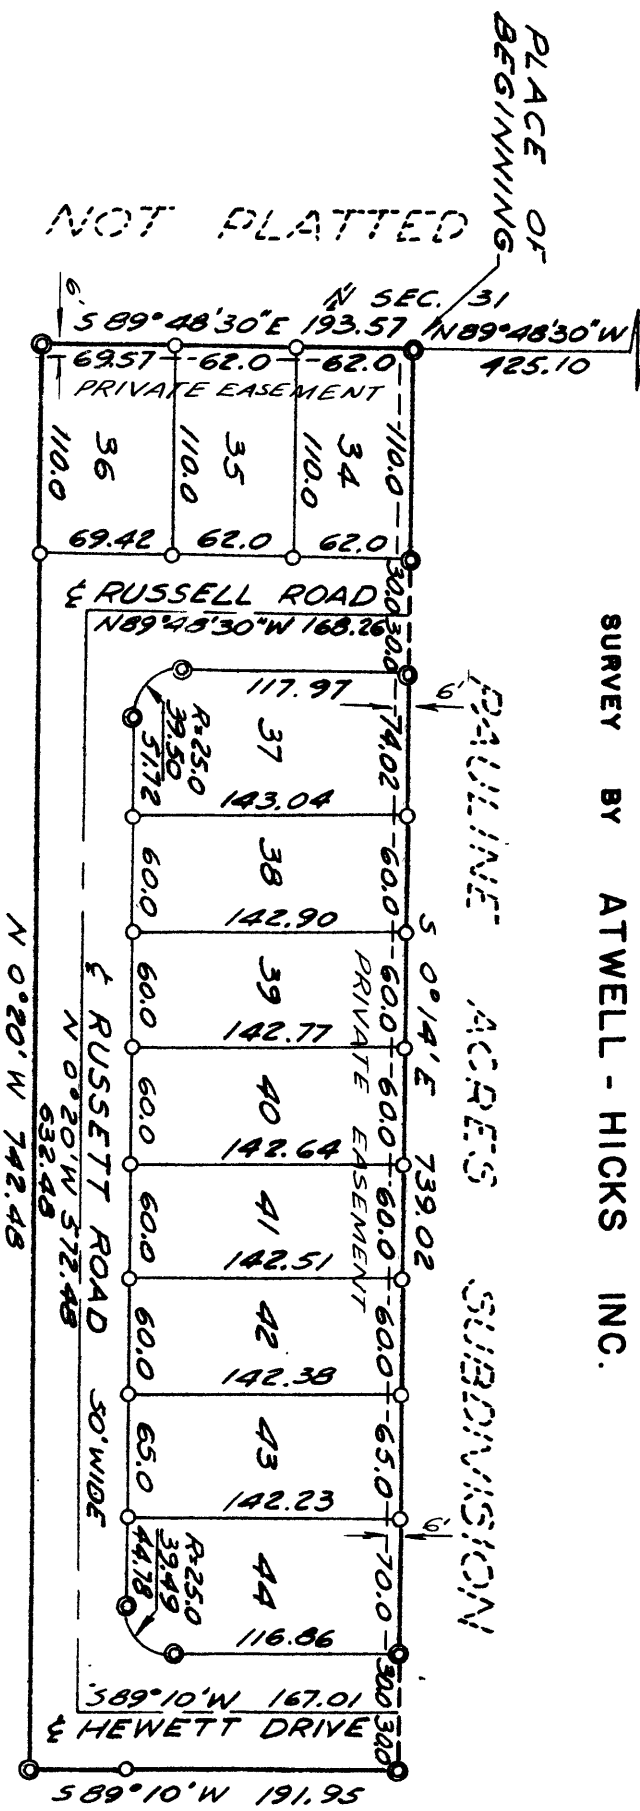 PLACE OF
BEGINNING
NOT PLATTED
N SEC. 31
S 89°48'30"E 193.57
N89°48'30"W
425.10
6'
69.57 62.0 62.0
PRIVATE EASEMENT
36
110.0
35
110.0
34
110.0
110.0
69.42 62.0 62.0
℄ RUSSELL ROAD
N89°48'30"W 168.26
30.0
30.0
SURVEY BY ATWELL - HICKS INC.
PAULINE ACRES SUBDIVISION
6'
S 0°14'E 739.02
PRIVATE EASEMENT
117.97
37
R=25.0
39.50
51.72
74.02
143.04
38
60.0
60.0
142.90
39
60.0
60.0
142.77
40
60.0
60.0
142.64
41
60.0
60.0
142.51
42
60.0
60.0
142.38
43
65.0
65.0
142.23
44
R=25.0
39.49
44.78
70.0
6'
116.86
30.0
30.0
℄ RUSSETT ROAD 50' WIDE
N 0°20'W 572.48
632.48
N 0°20'W 742.48
S89°10'W 167.01
℄ HEWETT DRIVE
S89°10'W 191.95